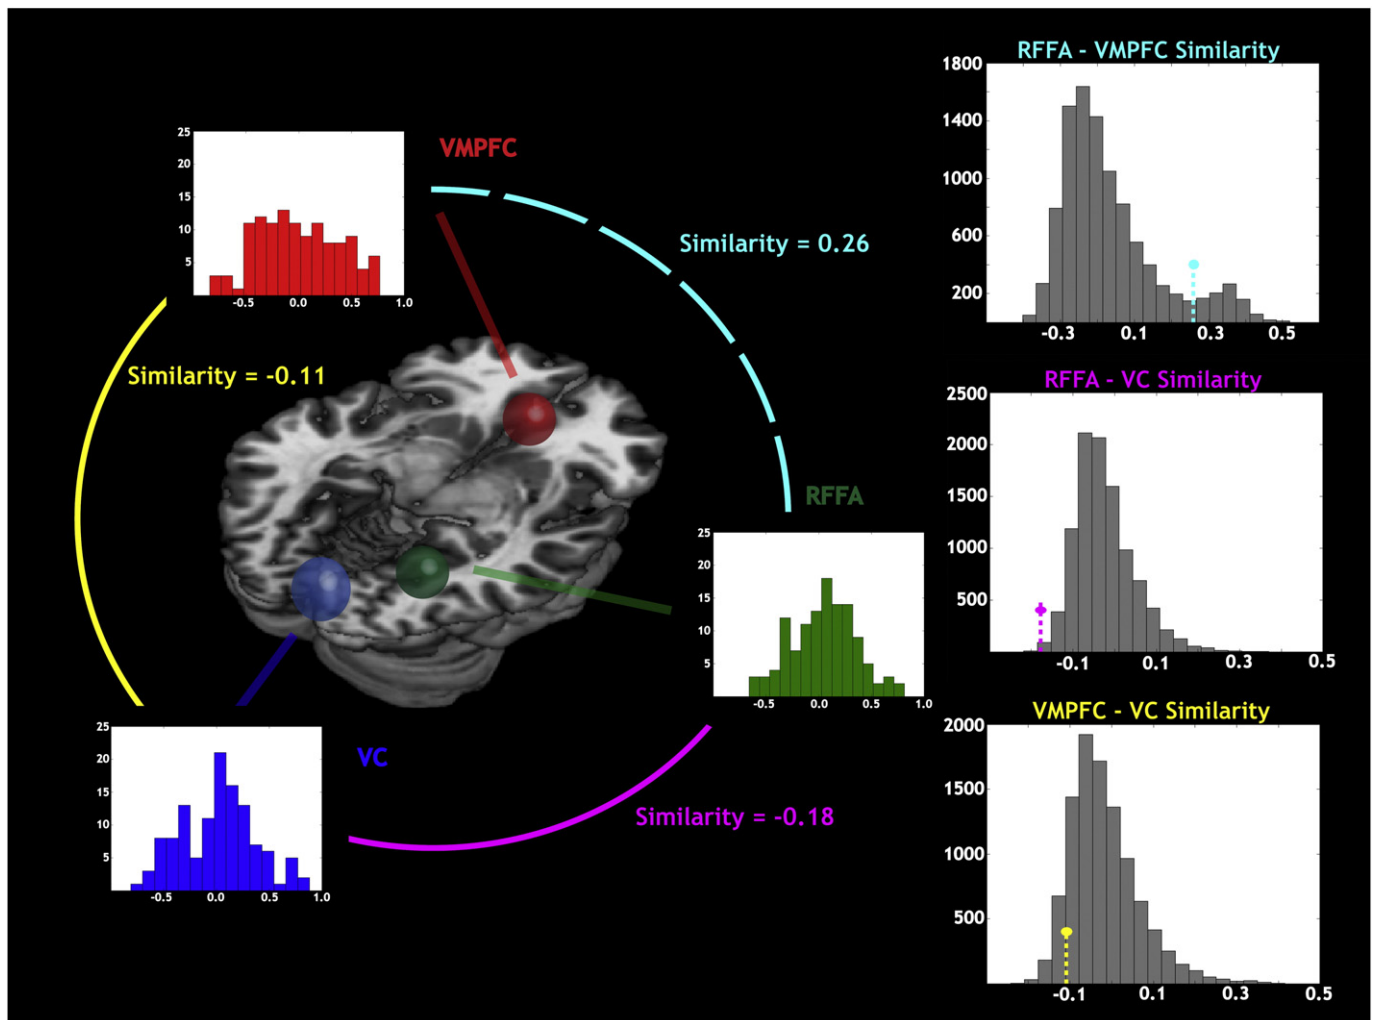 RFFA - VMPFC Similarity
1800
1400
1000
600
200
-0.3 0.1 0.3 0.5
VMPFC
25
20
15
10
5
-0.5 0.0 0.5 1.0
Similarity = 0.26
Similarity = -0.11
RFFA - VC Similarity
2500
2000
1500
1000
500
-0.1 0.1 0.3 0.5
RFFA
25
20
15
10
5
-0.5 0.0 0.5 1.0
VC
25
20
15
10
5
-0.5 0.0 0.5 1.0
Similarity = -0.18
VMPFC - VC Similarity
2000
1500
1000
500
-0.1 0.1 0.3 0.5